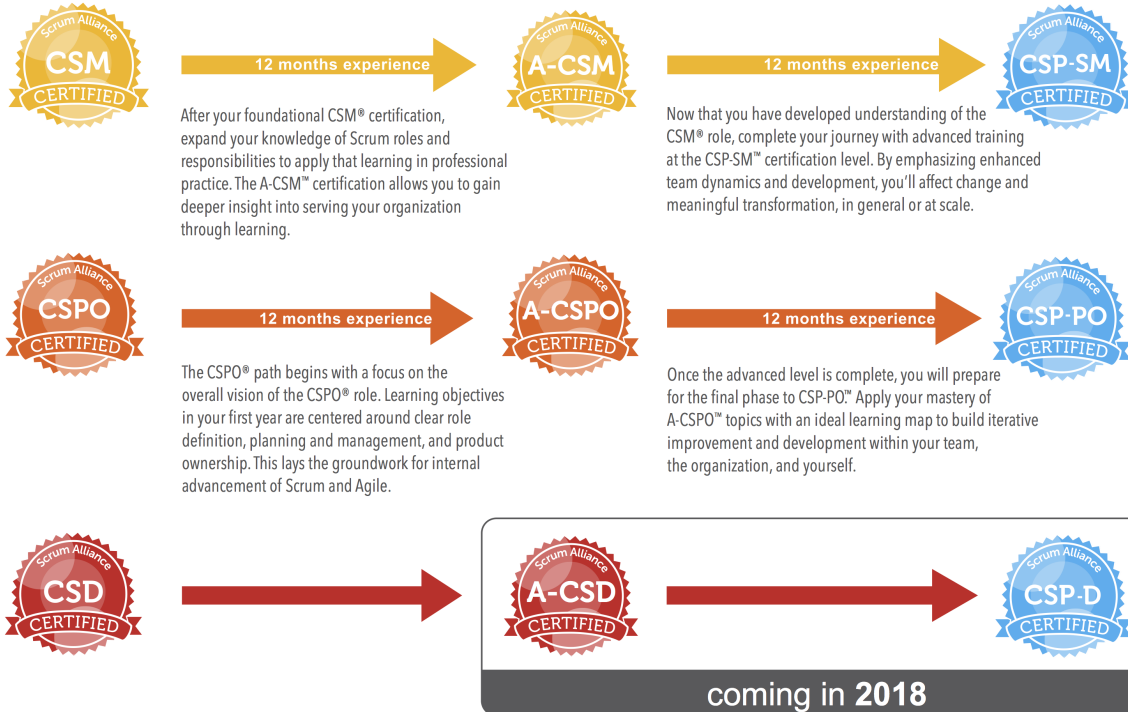 Scrum Alliance
CSM
CERTIFIED
12 months experience
Scrum Alliance
A-CSM
CERTIFIED
12 months experience
Scrum Alliance
CSP-SM
CERTIFIED
After your foundational CSM® certification,
expand your knowledge of Scrum roles and
responsibilities to apply that learning in professional
practice. The A-CSM™ certification allows you to gain
deeper insight into serving your organization
through learning.
Now that you have developed understanding of the
CSM® role, complete your journey with advanced training
at the CSP-SM™ certification level. By emphasizing enhanced
team dynamics and development, you’ll affect change and
meaningful transformation, in general or at scale.
Scrum Alliance
CSPO
CERTIFIED
12 months experience
Scrum Alliance
A-CSPO
CERTIFIED
12 months experience
Scrum Alliance
CSP-PO
CERTIFIED
The CSPO® path begins with a focus on the
overall vision of the CSPO® role. Learning objectives
in your first year are centered around clear role
definition, planning and management, and product
ownership. This lays the groundwork for internal
advancement of Scrum and Agile.
Once the advanced level is complete, you will prepare
for the final phase to CSP-PO™. Apply your mastery of
A-CSPO™ topics with an ideal learning map to build iterative
improvement and development within your team,
the organization, and yourself.
Scrum Alliance
CSD
CERTIFIED
Scrum Alliance
A-CSD
CERTIFIED
Scrum Alliance
CSP-D
CERTIFIED
coming in 2018